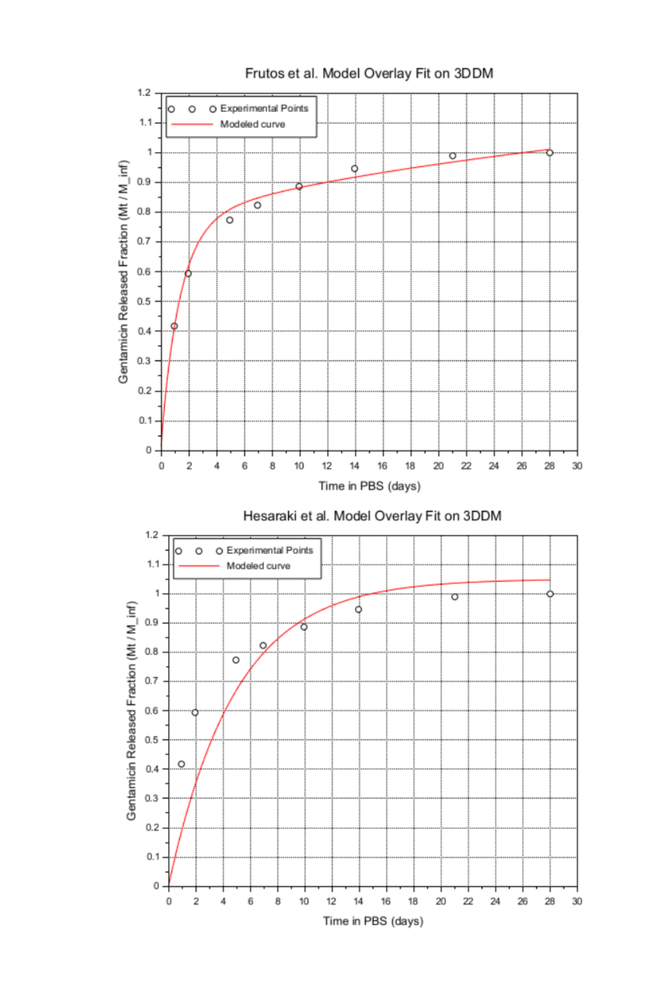 Frutos et al. Model Overlay Fit on 3DDM
1.2
1.1
1
0.9
0.8
0.7
0.6
0.5
0.4
0.3
0.2
0.1
0
Gentamicin Released Fraction (Mt / M_inf)
Experimental Points
Modeled curve
0 2 4 6 8 10 12 14 16 18 20 22 24 26 28 30
Time in PBS (days)
Hesaraki et al. Model Overlay Fit on 3DDM
1.2
1.1
1
0.9
0.8
0.7
0.6
0.5
0.4
0.3
0.2
0.1
0
Gentamicin Released Fraction (Mt / M_inf)
Experimental Points
Modeled curve
0 2 4 6 8 10 12 14 16 18 20 22 24 26 28 30
Time in PBS (days)